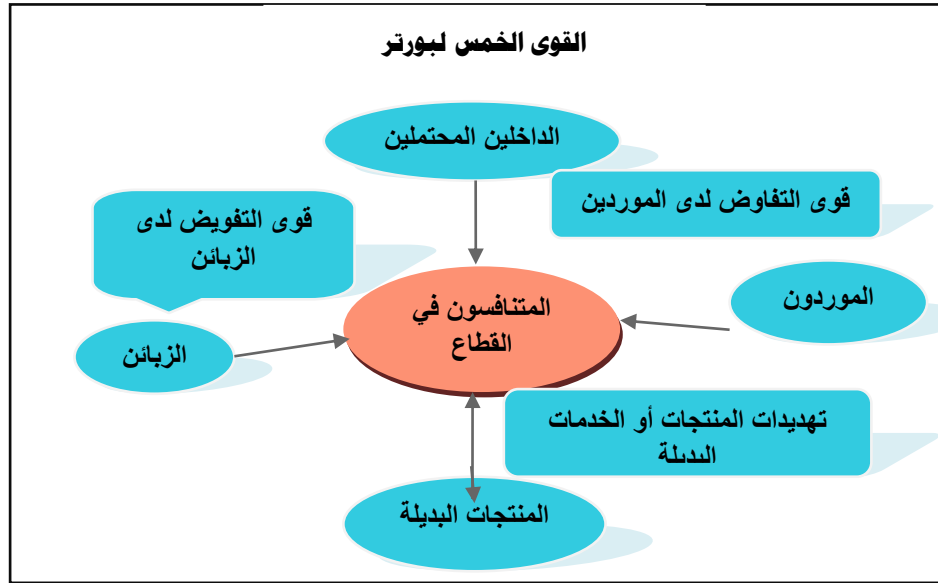 القوى الخمس لبورتر
الداخلين المحتملين
قوى التفاوض لدى الموردين
قوى التفويض لدى
الزبائن
الموردون
المتنافسون في
القطاع
الزبائن
تهديدات المنتجات أو الخدمات
البديلة
المنتجات البديلة